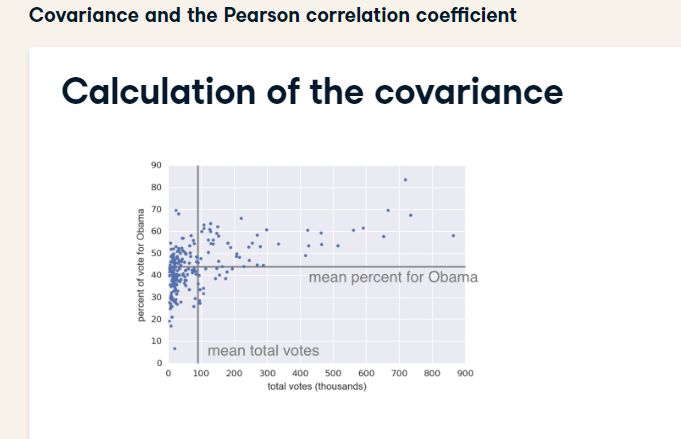 Covariance and the Pearson correlation coefficient
Calculation of the covariance
90
80
70
60
50
40
30
20
10
0
percent of vote for Obama
mean percent for Obama
mean total votes
0 100 200 300 400 500 600 700 800 900
total votes (thousands)